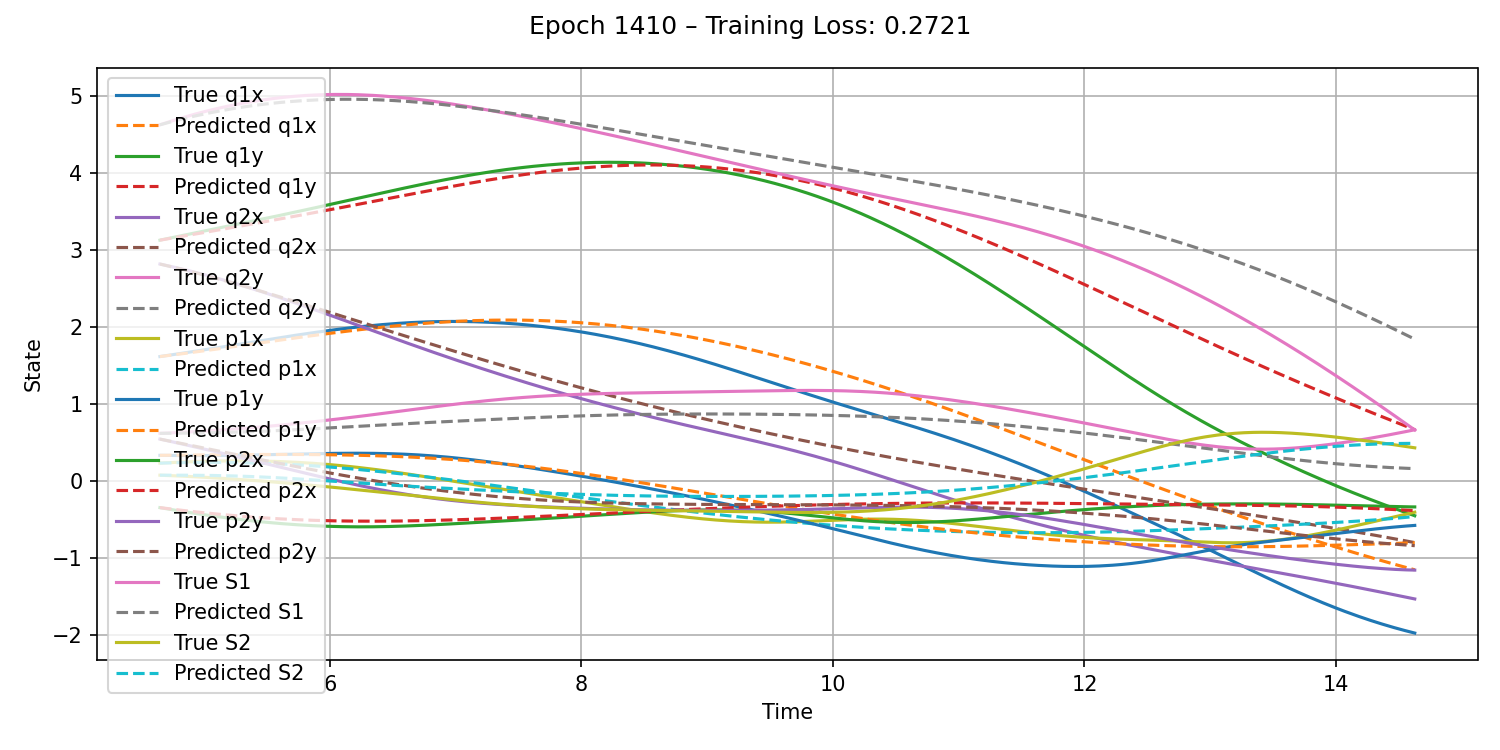 Epoch 1410 – Training Loss: 0.2721
State
5
4
3
2
1
0
−1
−2
True q1x
Predicted q1x
True q1y
Predicted q1y
True q2x
Predicted q2x
True q2y
Predicted q2y
True p1x
Predicted p1x
True p1y
Predicted p1y
True p2x
Predicted p2x
True p2y
Predicted p2y
True S1
Predicted S1
True S2
Predicted S2
6 8 10 12 14
Time